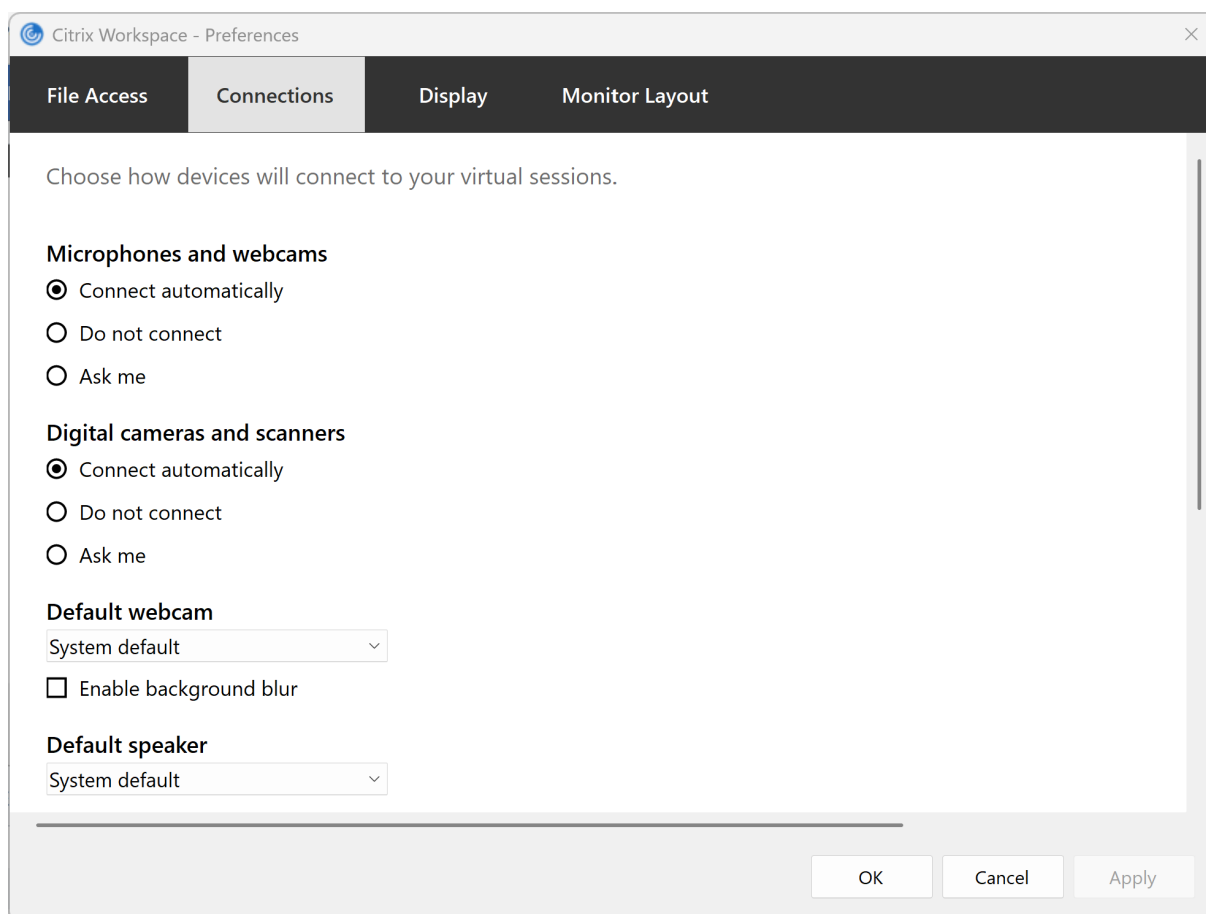 Citrix Workspace - Preferences
File Access Connections Display Monitor Layout
Choose how devices will connect to your virtual sessions.
Microphones and webcams
Connect automatically
Do not connect
Ask me
Digital cameras and scanners
Connect automatically
Do not connect
Ask me
Default webcam
System default
Enable background blur
Default speaker
System default
OK Cancel Apply